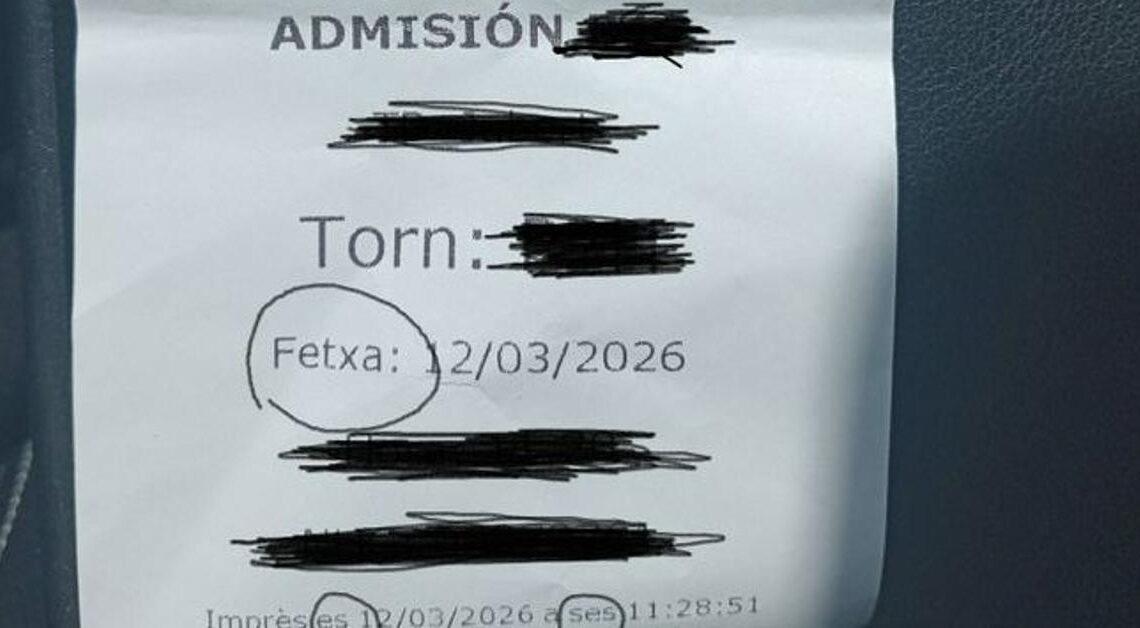 ADMISIÓN
Torn:
Fetxa: 12/03/2026
Imprès es 12/03/2026 a ses 11:28:51